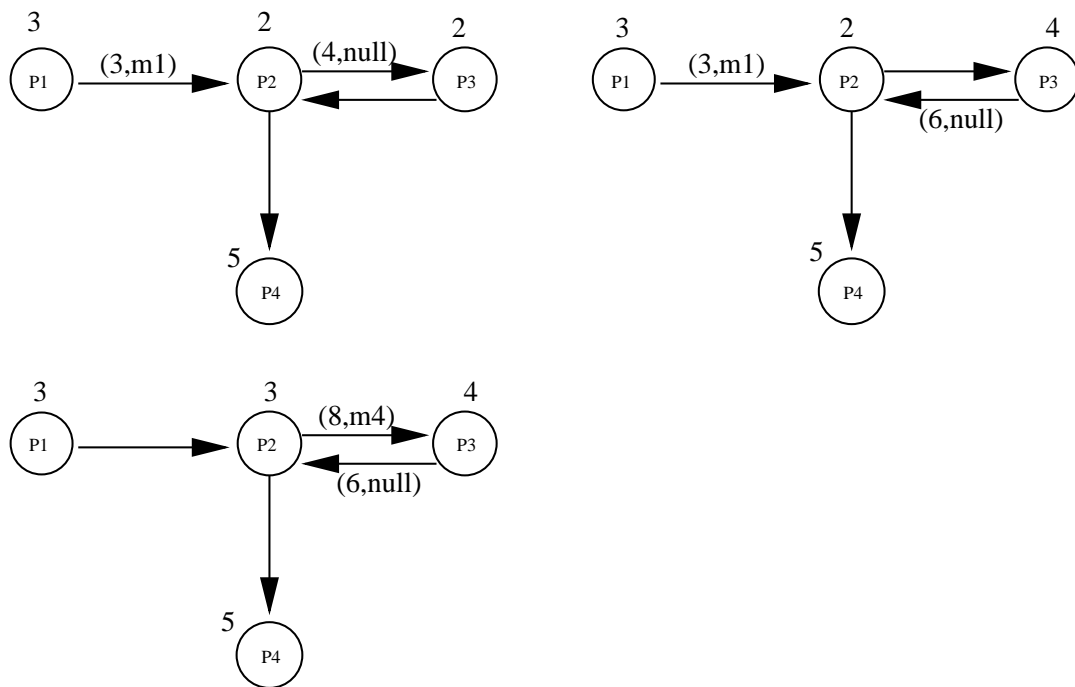 3 2 2
P1 (3,m1) P2 (4,null) P3
5
P4
3 2 4
P1 (3,m1) P2 P3
(6,null)
5
P4
3 3 4
P1 P2 (8,m4) P3
(6,null)
5
P4